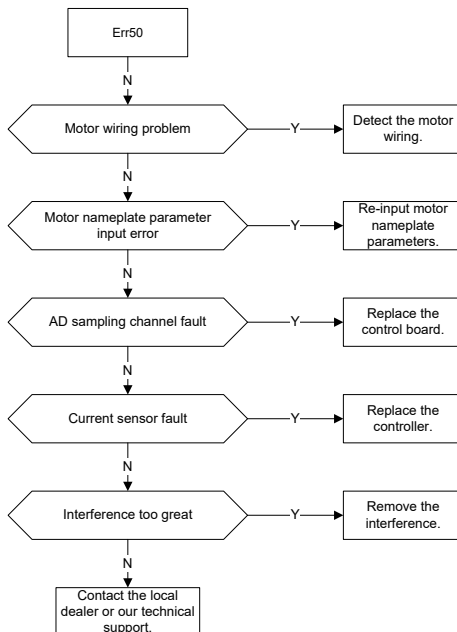 Err50
N
Motor wiring problem
Y
Detect the motor
wiring.
N
Motor nameplate parameter
input error
Y
Re-input motor
nameplate
parameters.
N
AD sampling channel fault
Y
Replace the
control board.
N
Current sensor fault
Y
Replace the
controller.
N
Interference too great
Y
Remove the
interference.
N
Contact the local
dealer or our technical
support.